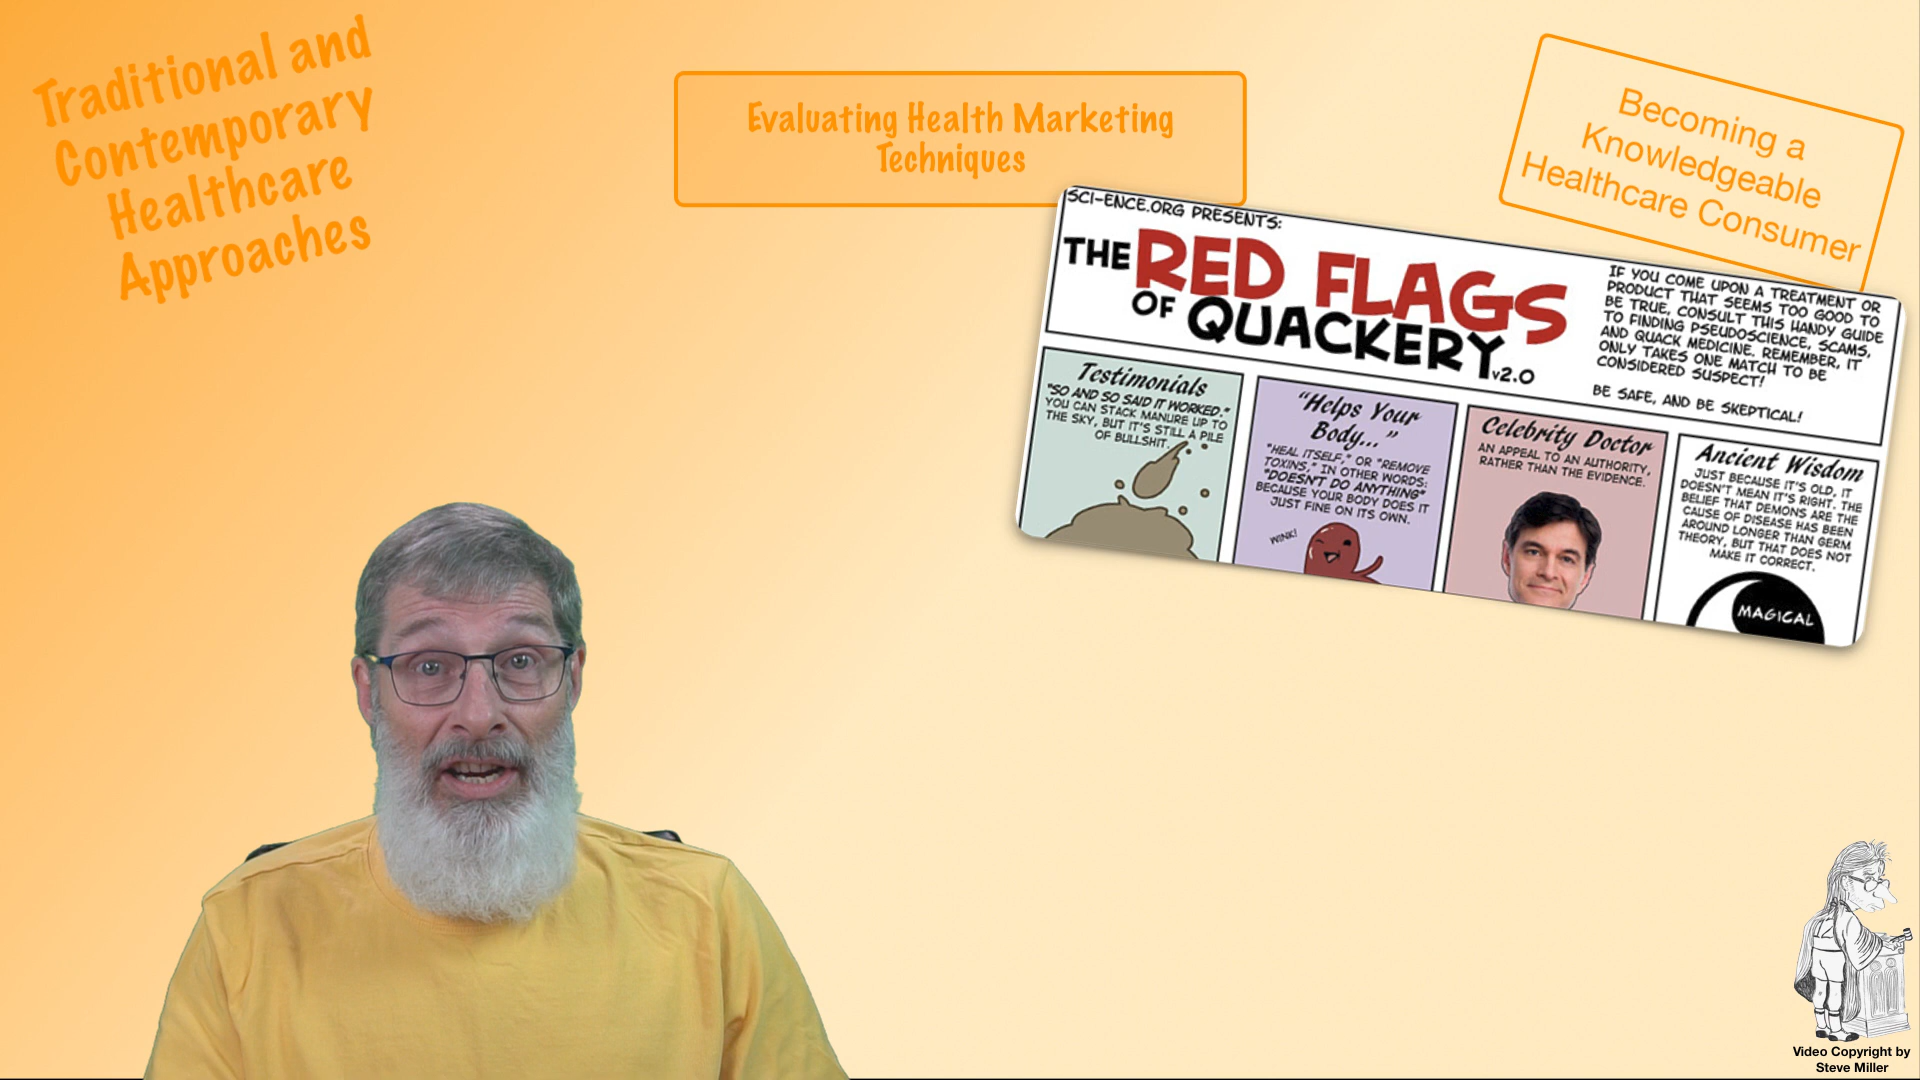 Traditional and
Contemporary
Healthcare
Approaches
Evaluating Health Marketing
Techniques
Becoming a
Knowledgeable
Healthcare Consumer
SCI-ENCE.ORG PRESENTS:
THE RED FLAGS
OF QUACKERY v2.0
IF YOU COME UPON A TREATMENT OR
PRODUCT THAT SEEMS TOO GOOD TO
BE TRUE, CONSULT THIS HANDY GUIDE
TO FINDING PSEUDOSCIENCE, SCAMS,
AND QUACK MEDICINE. REMEMBER, IT
ONLY TAKES ONE MATCH TO BE
CONSIDERED SUSPECT!
BE SAFE, AND BE SKEPTICAL!
Testimonials
"SO AND SO SAID IT WORKED."
YOU CAN STACK MANURE UP TO
THE SKY, BUT IT'S STILL A PILE
OF BULLSHIT.
"Helps Your
Body..."
"HEAL ITSELF," OR "REMOVE
TOXINS," IN OTHER WORDS:
"DOESN'T DO ANYTHING"
BECAUSE YOUR BODY DOES IT
JUST FINE ON ITS OWN.
WINK!
Celebrity Doctor
AN APPEAL TO AN AUTHORITY,
RATHER THAN THE EVIDENCE.
Ancient Wisdom
JUST BECAUSE IT'S OLD, IT
DOESN'T MEAN IT'S RIGHT. THE
BELIEF THAT DEMONS ARE THE
CAUSE OF DISEASE HAS BEEN
AROUND LONGER THAN GERM
THEORY, BUT THAT DOES NOT
MAKE IT CORRECT.
MAGICAL
Video Copyright by
Steve Miller